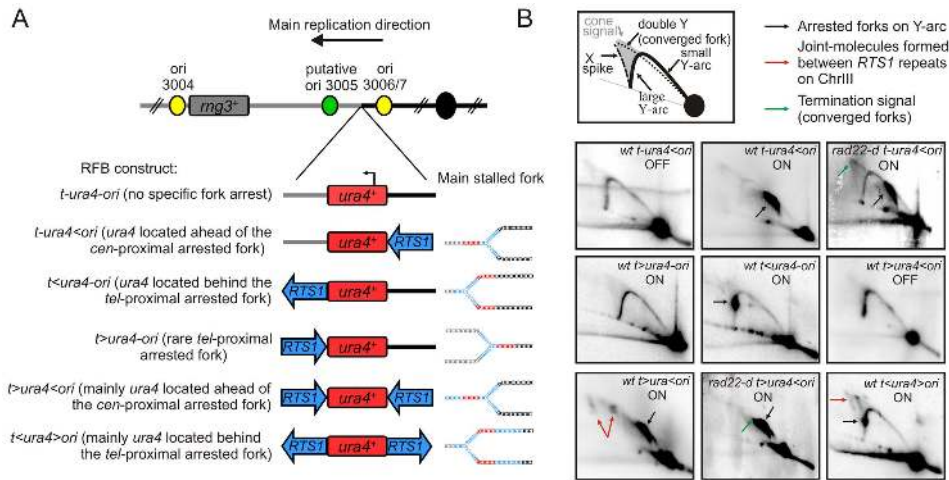 A
Main replication direction
ori
3004
rng3+
putative
ori 3005
ori
3006/7
RFB construct:
Main stalled fork
t-ura4-ori (no specific fork arrest)
ura4+
t-ura4<ori (ura4 located ahead of the
cen-proximal arrested fork)
ura4+ RTS1
t<ura4-ori (ura4 located behind the
tel-proximal arrested fork)
RTS1 ura4+
t>ura4-ori (rare tel-proximal
arrested fork)
RTS1 ura4+
t>ura4<ori (mainly ura4 located ahead of
the cen-proximal arrested fork)
RTS1 ura4+ RTS1
t<ura4>ori (mainly ura4 located behind
the tel-proximal arrested fork)
RTS1 ura4+ RTS1
B
cone
signal
double Y
(converged fork)
small
Y-arc
X
spike
large
Y-arc
Arrested forks on Y-arc
Joint-molecules formed
between RTS1 repeats
on ChrIII
Termination signal
(converged forks)
wt t-ura4<ori
OFF
wt t-ura4<ori
ON
rad22-d t-ura4<ori
ON
wt t>ura4-ori
ON
wt t<ura4-ori
ON
wt t>ura4<ori
OFF
wt t>ura<ori
ON
rad22-d t>ura4<ori
ON
wt t<ura4>ori
ON